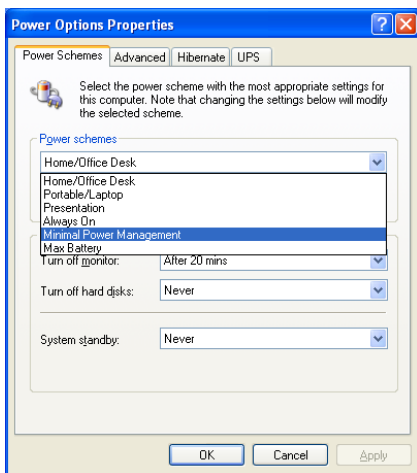 Power Options Properties
Power Schemes Advanced Hibernate UPS
Select the power scheme with the most appropriate settings for
this computer. Note that changing the settings below will modify
the selected scheme.
Power schemes
Home/Office Desk
Home/Office Desk
Portable/Laptop
Presentation
Always On
Minimal Power Management
Max Battery
Turn off monitor: After 20 mins
Turn off hard disks: Never
System standby: Never
OK Cancel Apply